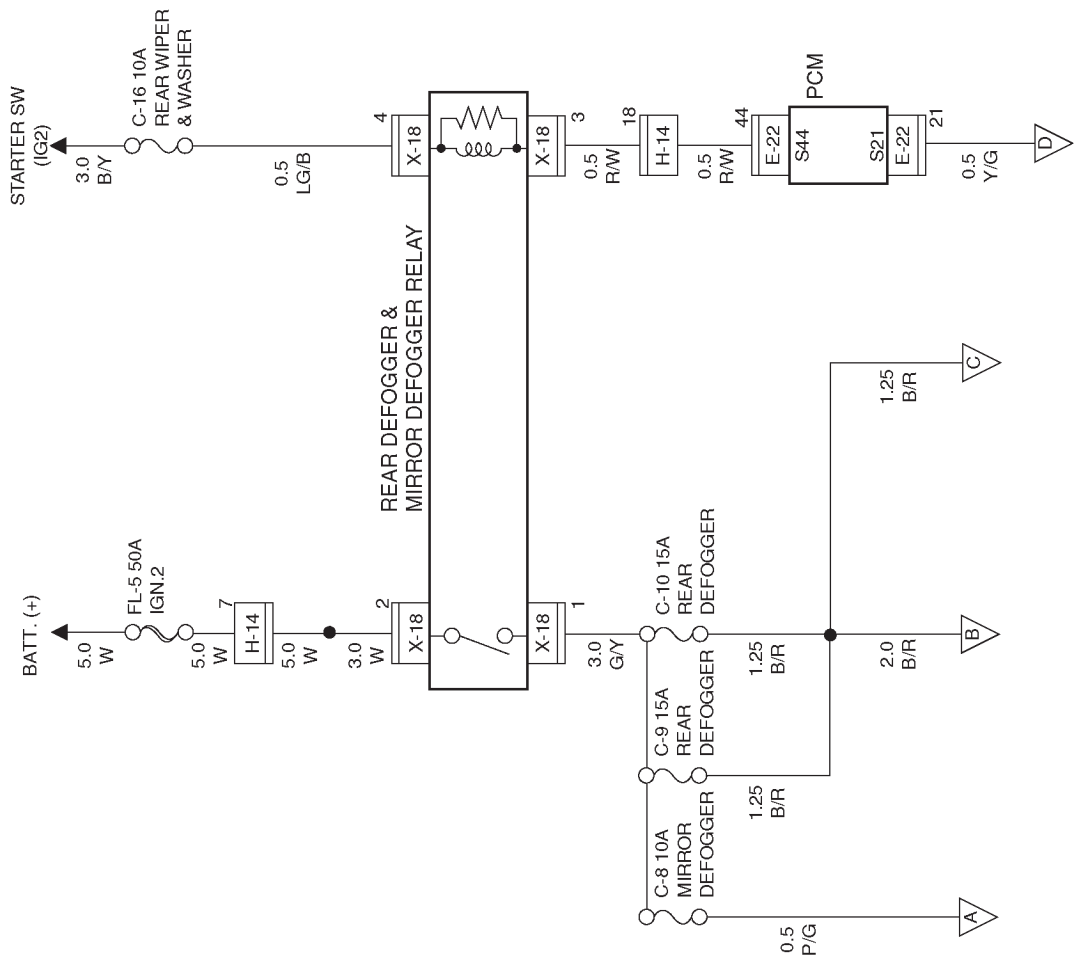 STARTER SW
(IG2)
3.0
B/Y
C-16 10A
REAR WIPER
& WASHER
0.5
LG/B
4
X-18
X-18
3
0.5
R/W
18
H-14
0.5
R/W
44
E-22
S44
PCM
S21
E-22
21
0.5
Y/G
D
REAR DEFOGGER &
MIRROR DEFOGGER RELAY
BATT. (+)
5.0
W
FL-5 50A
IGN.2
5.0
W
7
H-14
5.0
W
3.0
W
2
X-18
X-18
1
3.0
G/Y
C-10 15A
REAR
DEFOGGER
C-9 15A
REAR
DEFOGGER
C-8 10A
MIRROR
DEFOGGER
1.25
B/R
1.25
B/R
1.25
B/R
C
2.0
B/R
B
0.5
P/G
A